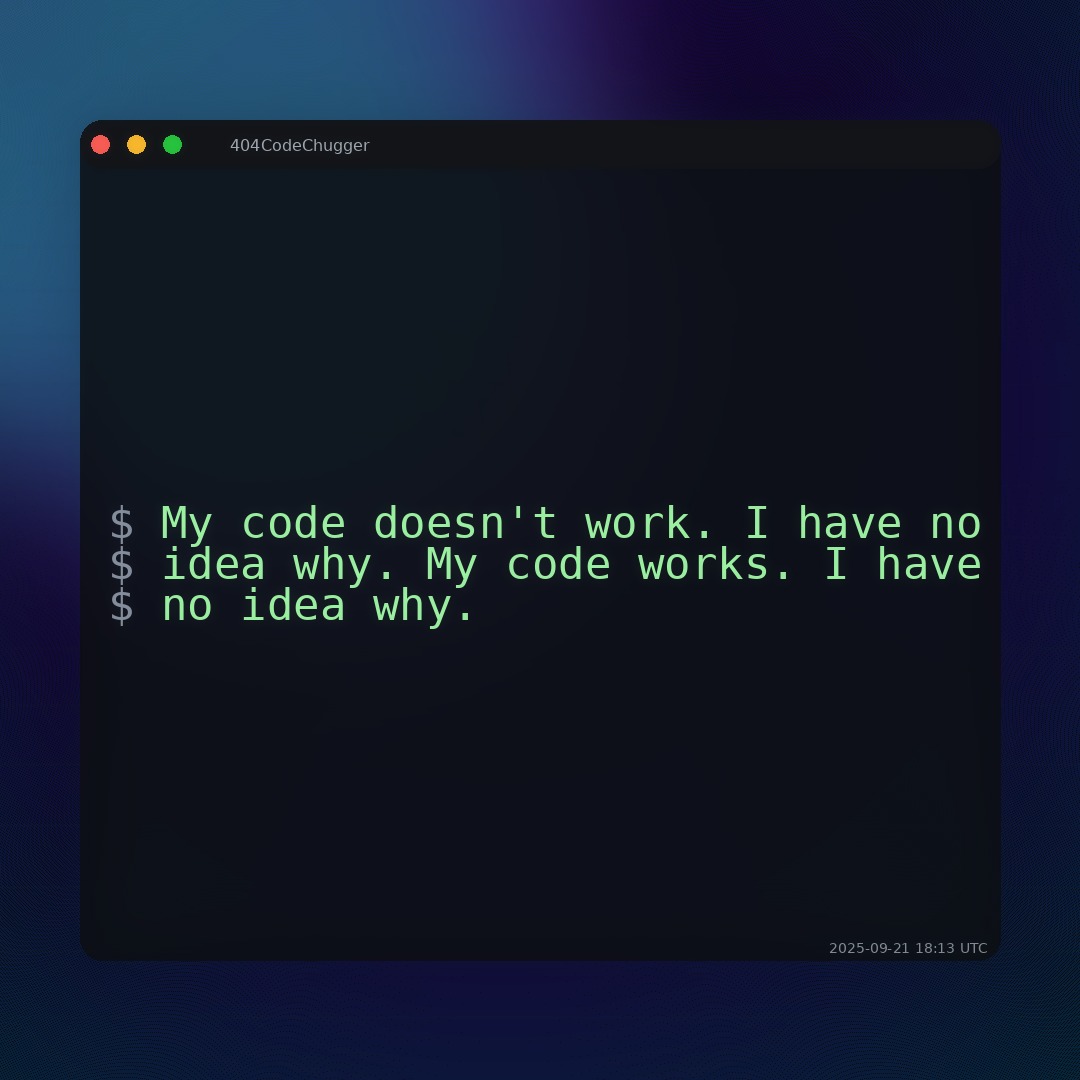 404CodeChugger
$ My code doesn't work. I have no
$ idea why. My code works. I have
$ no idea why.
2025-09-21 18:13 UTC